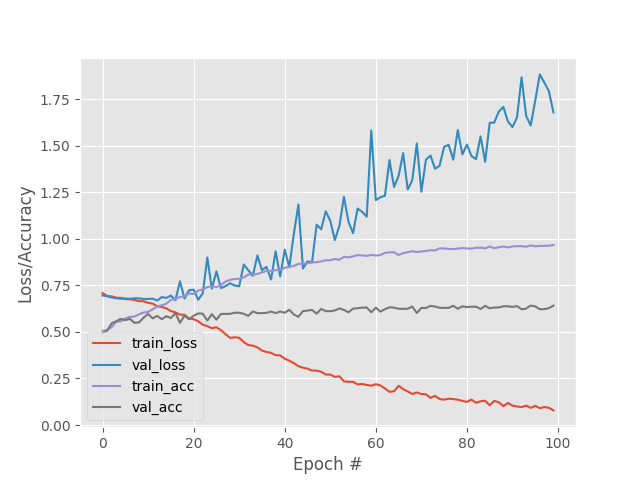 1.75
1.50
1.25
1.00
0.75
0.50
0.25
0.00
Loss/Accuracy
train_loss
val_loss
train_acc
val_acc
0 20 40 60 80 100
Epoch #